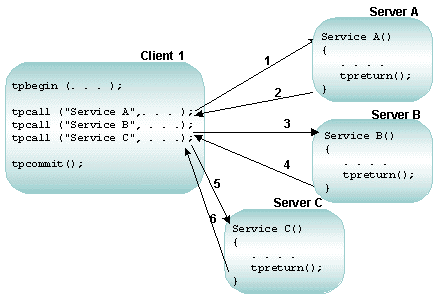 Server A
Service A()
{
. . . .
tpreturn();
}
Client 1
tpbegin (. . . );
tpcall ("Service A",. . . );
tpcall ("Service B", . . .);
tpcall ("Service C", . . .);
tpcommit();
1
2
3
4
5
6
Server B
Service B()
{
. . . .
tpreturn();
}
Server C
Service C()
{
. . . .
tpreturn();
}